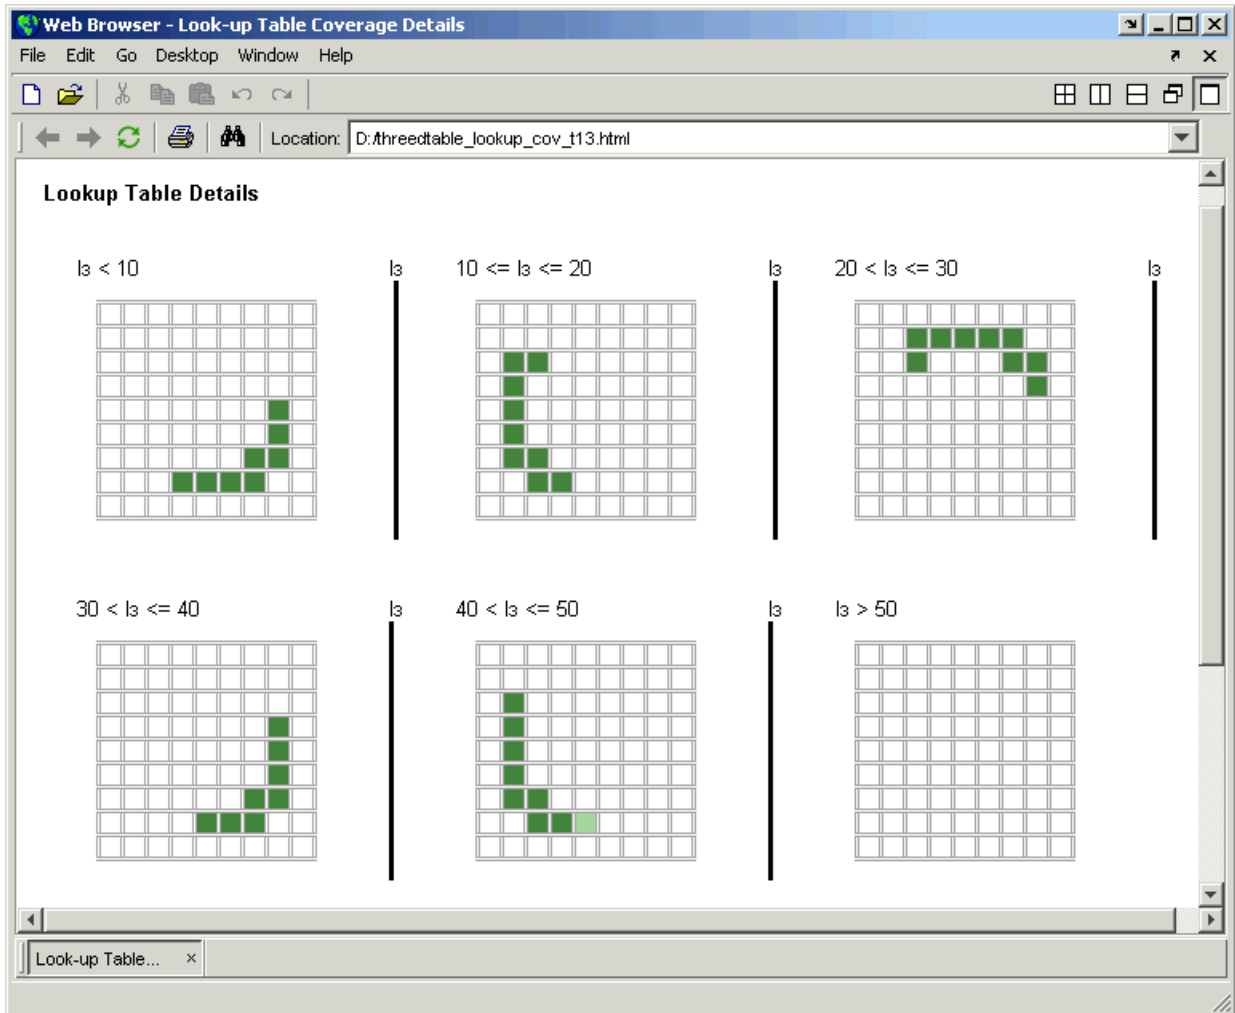 Web Browser - Look-up Table Coverage Details
File Edit Go Desktop Window Help
Location: D:/threedtable_lookup_cov_t13.html
Lookup Table Details
I3 < 10 I3 10 <= I3 <= 20 I3 20 < I3 <= 30 I3
30 < I3 <= 40 I3 40 < I3 <= 50 I3 I3 > 50
Look-up Table...